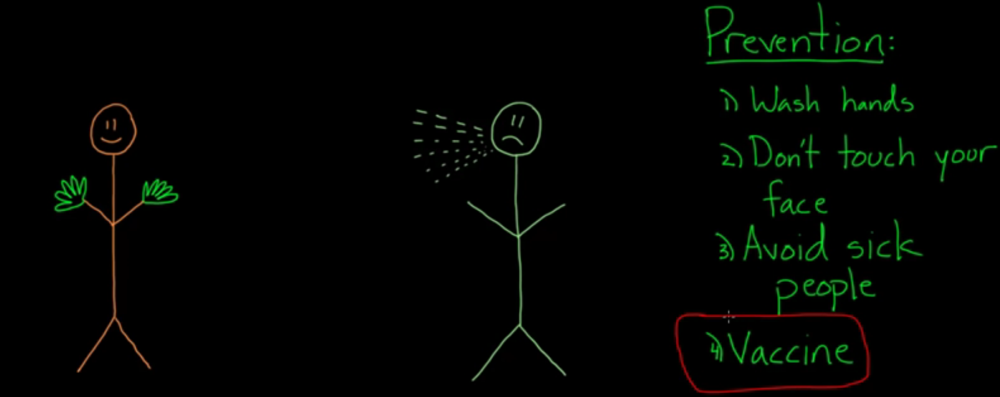 Prevention:
1) Wash hands
2) Don't touch your
face
3) Avoid sick
people
4) Vaccine